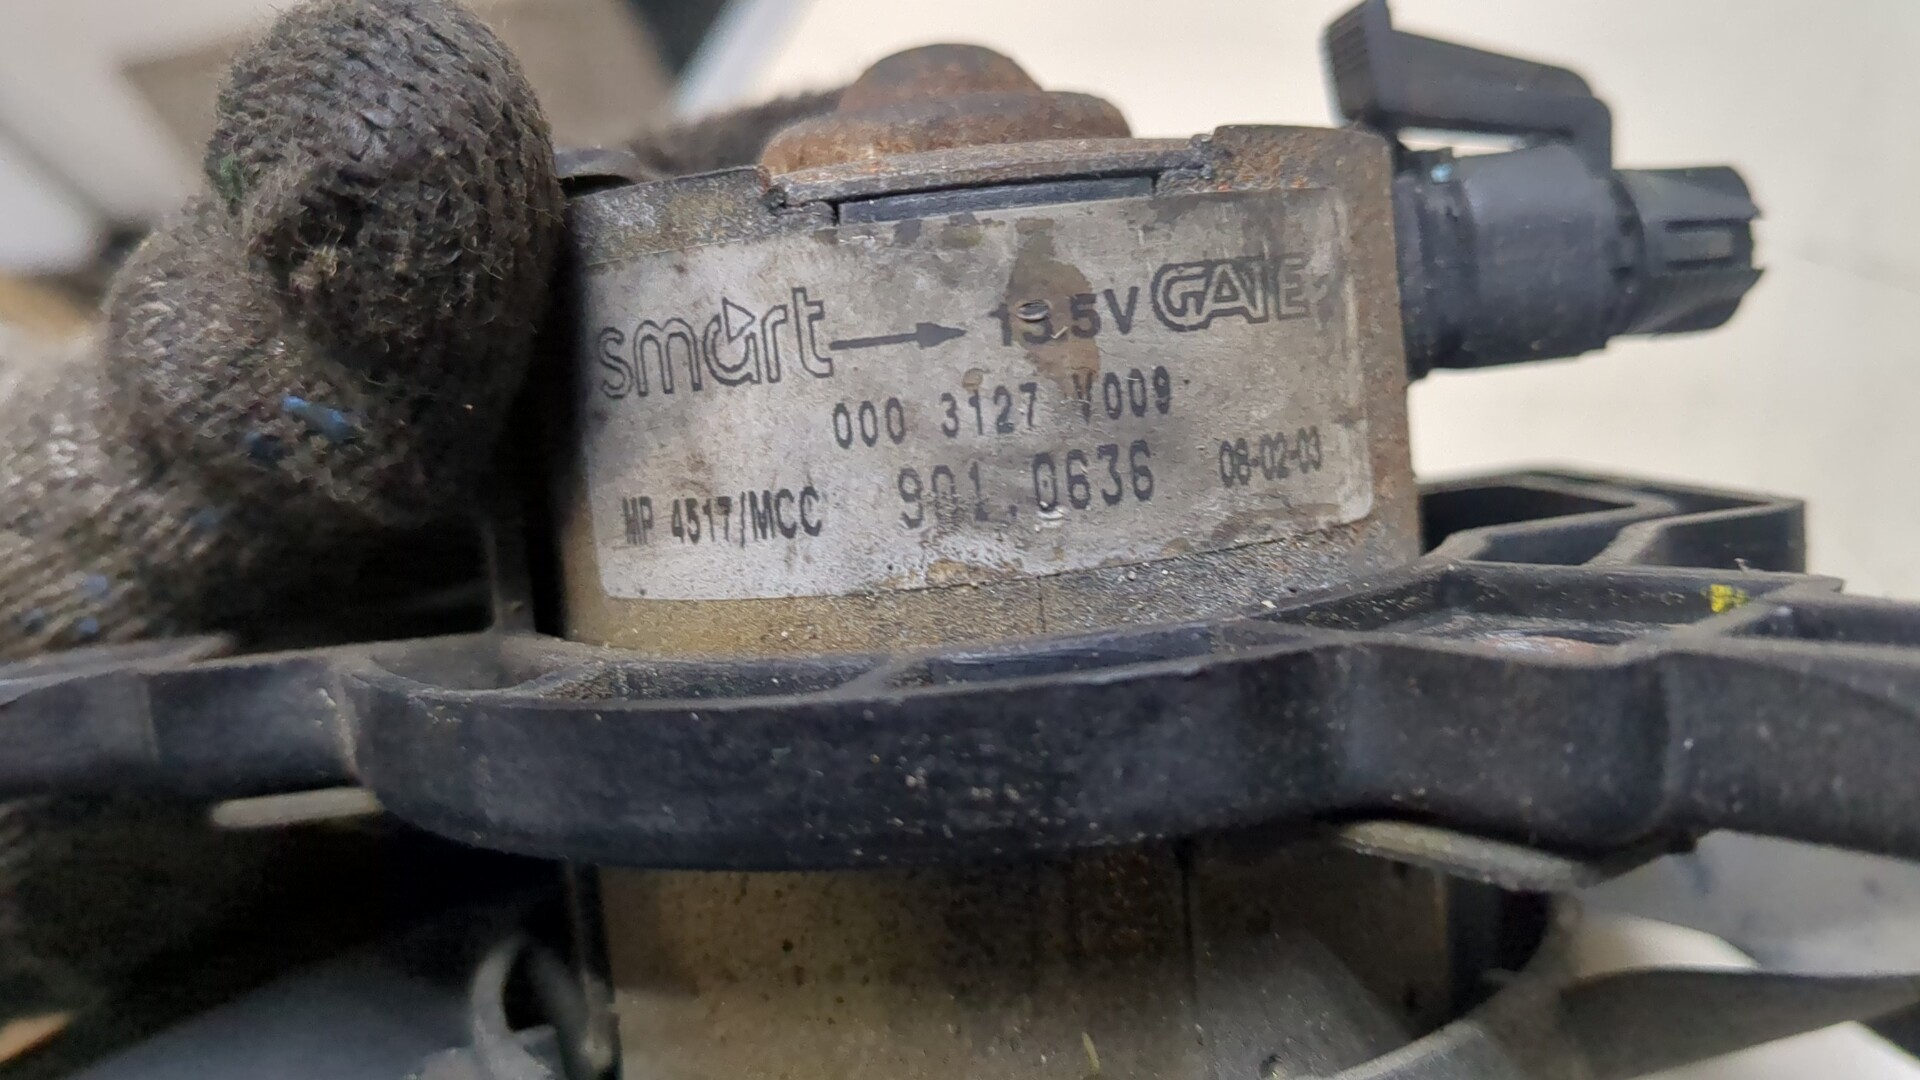 smart → 13.5V GATE
000 3127 V009
MP 4517/MCC 901.0636 08-02-03